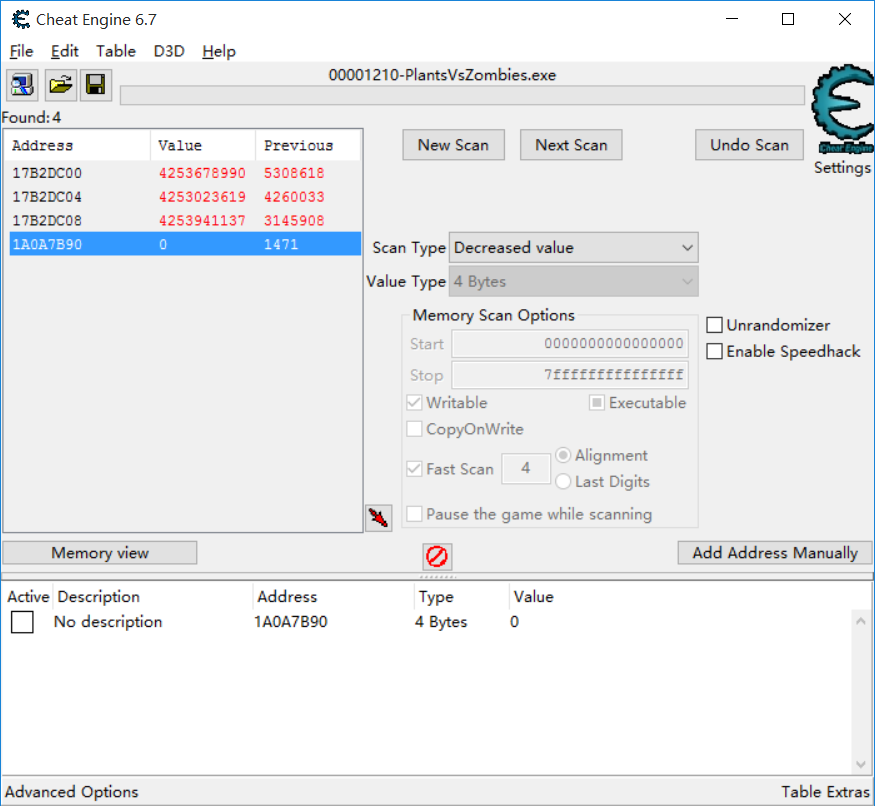 Cheat Engine 6.7
File Edit Table D3D Help
00001210-PlantsVsZombies.exe
Found: 4
Address Value Previous
17B2DC00 4253678990 5308618
17B2DC04 4253023619 4260033
17B2DC08 4253941137 3145908
1A0A7B90 0 1471
New Scan Next Scan Undo Scan
Cheat Engine
Settings
Scan Type Decreased value
Value Type 4 Bytes
Memory Scan Options
Start 0000000000000000
Stop 7fffffffffffffff
Writable Executable
CopyOnWrite
Fast Scan 4 Alignment
Last Digits
Pause the game while scanning
Unrandomizer
Enable Speedhack
Memory view Add Address Manually
Active Description Address Type Value
No description 1A0A7B90 4 Bytes 0
Advanced Options Table Extras